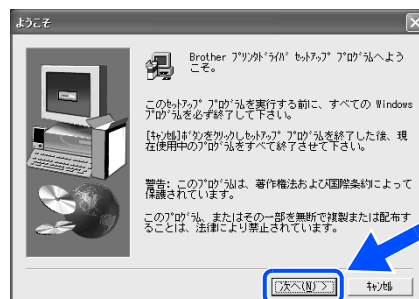 ようこそ
Brother ﾌﾟﾘﾝﾀﾄﾞﾗｲﾊﾞ ｾｯﾄｱｯﾌﾟ ﾌﾟﾛｸﾞﾗﾑへよう
こそ。
このｾｯﾄｱｯﾌﾟ ﾌﾟﾛｸﾞﾗﾑを実行する前に、すべての Windows
ﾌﾟﾛｸﾞﾗﾑを必ず終了して下さい。
[ｷｬﾝｾﾙ]ﾎﾞﾀﾝをｸﾘｯｸしｾｯﾄｱｯﾌﾟ ﾌﾟﾛｸﾞﾗﾑを終了した後、現
在使用中のﾌﾟﾛｸﾞﾗﾑをすべて終了させて下さい。
警告: このﾌﾟﾛｸﾞﾗﾑは、著作権法および国際条約によって
保護されています。
このﾌﾟﾛｸﾞﾗﾑ、またはその一部を無断で複製または配布す
ることは、法律により禁止されています。
次へ(N) >
ｷｬﾝｾﾙ